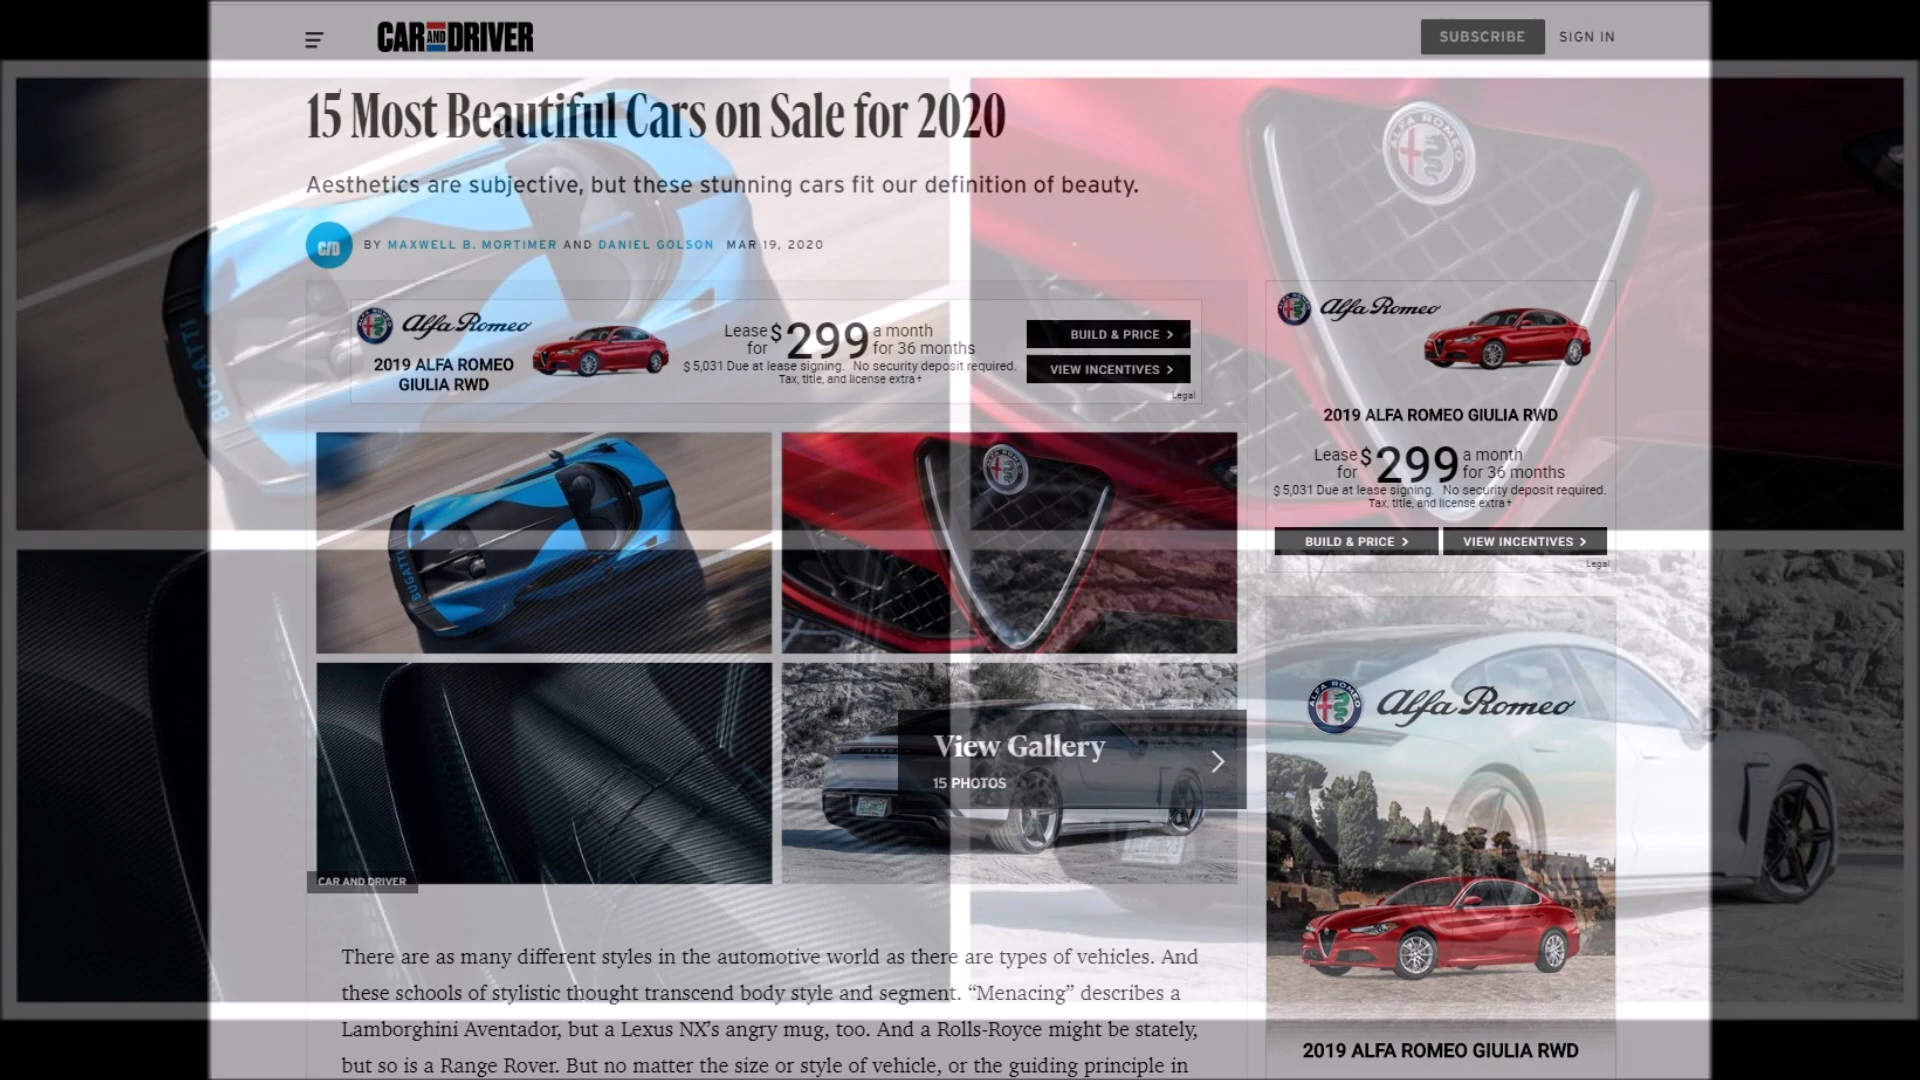 CAR AND DRIVER
SUBSCRIBE
SIGN IN
15 Most Beautiful Cars on Sale for 2020
Aesthetics are subjective, but these stunning cars fit our definition of beauty.
C/D
BY MAXWELL B. MORTIMER AND DANIEL GOLSON MAR 19, 2020
Alfa Romeo
2019 ALFA ROMEO
GIULIA RWD
Lease for $299 a month for 36 months
$5,031 Due at lease signing. No security deposit required.
Tax, title, and license extra+
BUILD & PRICE >
VIEW INCENTIVES >
Legal
ALFA ROMEO
Alfa Romeo
2019 ALFA ROMEO GIULIA RWD
Lease for $299 a month for 36 months
$5,031 Due at lease signing. No security deposit required.
Tax, title, and license extra+
BUILD & PRICE >
VIEW INCENTIVES >
Legal
BUGATTI
BUGATTI
View Gallery
15 PHOTOS
CAR AND DRIVER
ALFA ROMEO
Alfa Romeo
2019 ALFA ROMEO GIULIA RWD
There are as many different styles in the automotive world as there are types of vehicles. And
these schools of stylistic thought transcend body style and segment. “Menacing” describes a
Lamborghini Aventador, but a Lexus NX’s angry mug, too. And a Rolls-Royce might be stately,
but so is a Range Rover. But no matter the size or style of vehicle, or the guiding principle in